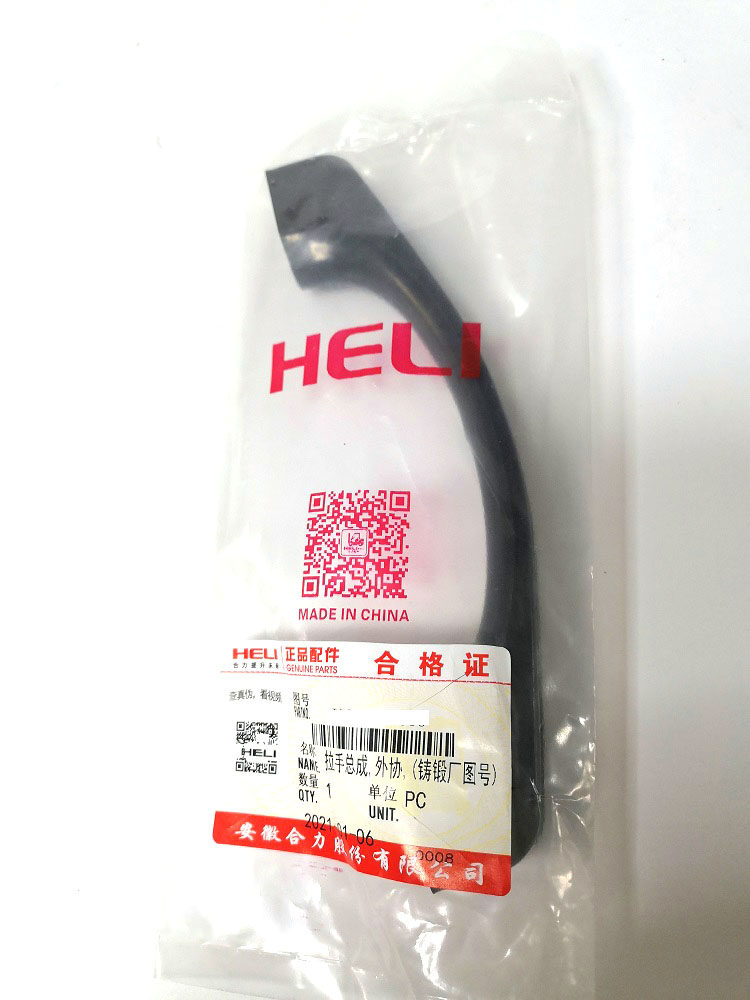 HELI
MADE IN CHINA
HELI 正品配件 合格证
合力提升未来 GENUINE PARTS
查真伪，看视频 图号
PART NO.
HELI
名称
NAME. 拉手总成, 外协, (铸锻厂图号)
数量 1 单位 PC
QTY. UNIT.
2021 01 06
0008
安徽合力股份有限公司